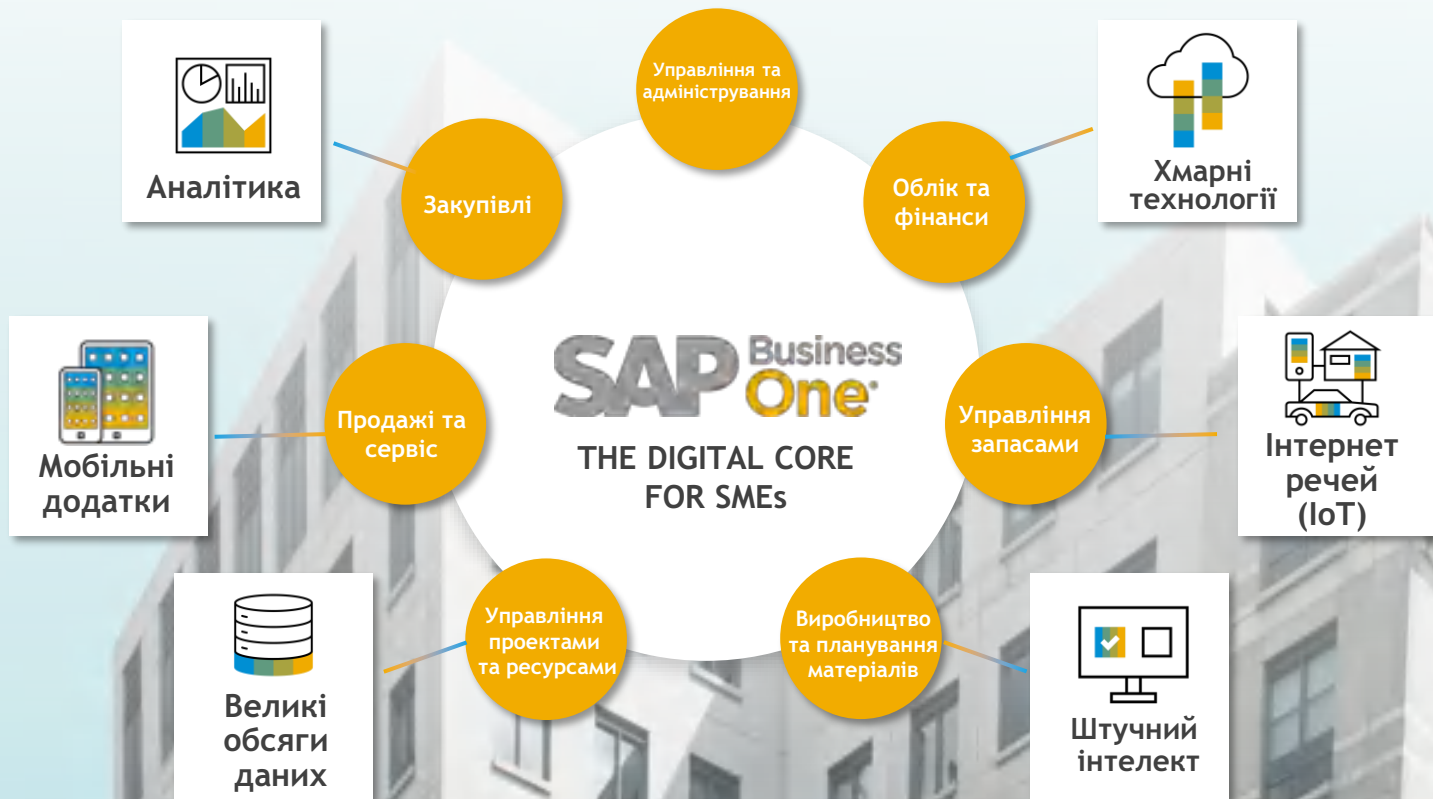 Управління та
адміністрування
Аналітика
Закупівлі
Облік та
фінанси
Хмарні
технології
SAP Business
One
THE DIGITAL CORE
FOR SMEs
Мобільні
додатки
Продажі та
сервіс
Управління
запасами
Інтернет
речей
(IoT)
Великі
обсяги
даних
Управління
проектами
та ресурсами
Виробництво
та планування
матеріалів
Штучний
інтелект